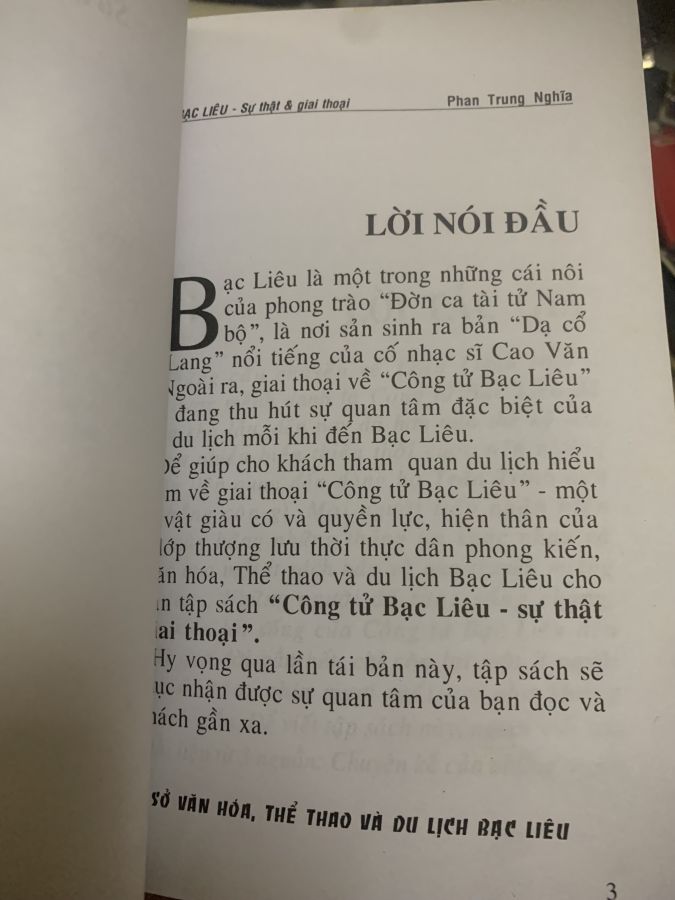 BẠC LIÊU - Sự thật & giai thoại Phan Trung Nghĩa
LỜI NÓI ĐẦU
Bạc Liêu là một trong những cái nôi
của phong trào “Đờn ca tài tử Nam
bộ”, là nơi sản sinh ra bản “Dạ cổ
Lang” nổi tiếng của cố nhạc sĩ Cao Văn
Ngoài ra, giai thoại về “Công tử Bạc Liêu”
đang thu hút sự quan tâm đặc biệt của
du lịch mỗi khi đến Bạc Liêu.
Để giúp cho khách tham quan du lịch hiểu
m về giai thoại “Công tử Bạc Liêu” - một
vật giàu có và quyền lực, hiện thân của
lớp thượng lưu thời thực dân phong kiến,
ăn hóa, Thể thao và du lịch Bạc Liêu cho
in tập sách “Công tử Bạc Liêu - sự thật
iai thoại”.
Hy vọng qua lần tái bản này, tập sách sẽ
ục nhận được sự quan tâm của bạn đọc và
hách gần xa.
SỞ VĂN HÓA, THỂ THAO VÀ DU LỊCH BẠC LIÊU
3